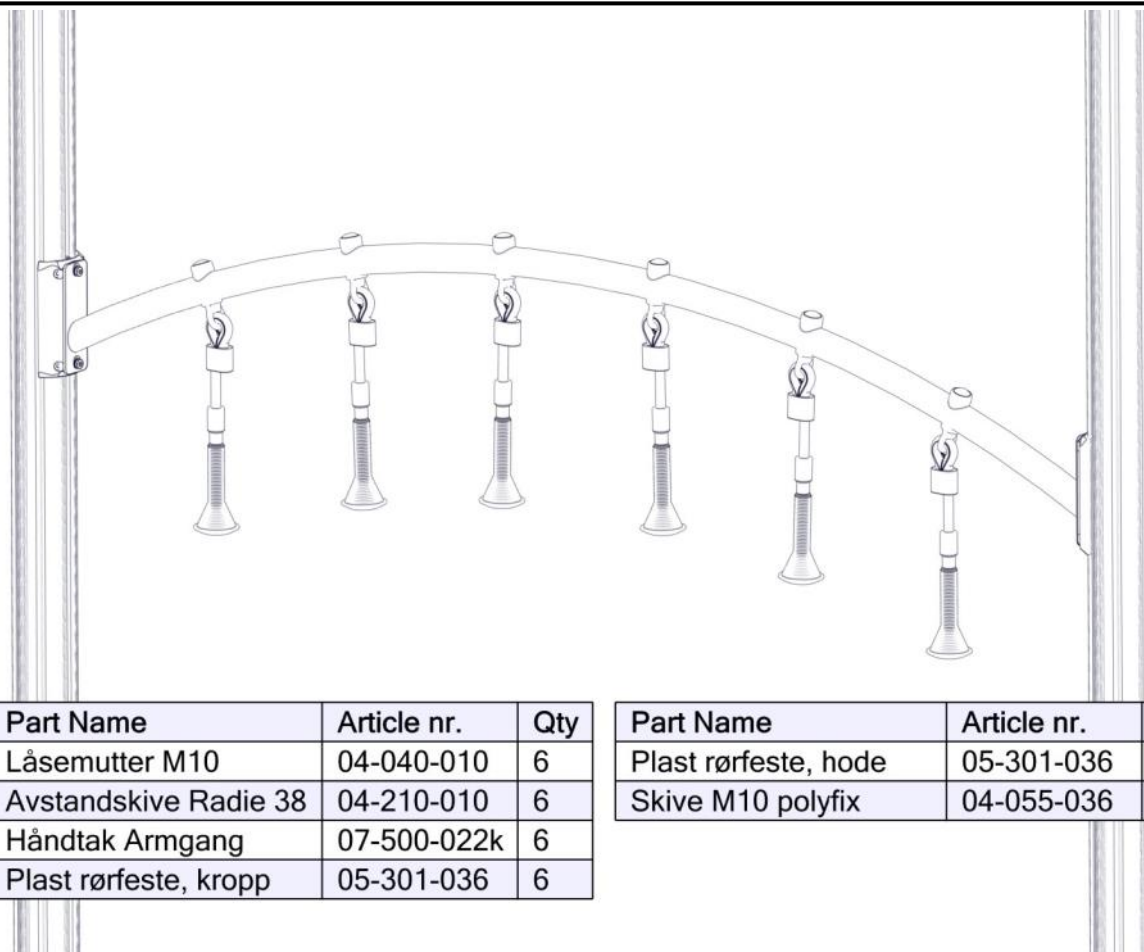 Part Name Article nr. Qty
Låsemutter M10 04-040-010 6
Avstandskive Radie 38 04-210-010 6
Håndtak Armgang 07-500-022k 6
Plast rørfeste, kropp 05-301-036 6
Part Name Article nr.
Plast rørfeste, hode 05-301-036
Skive M10 polyfix 04-055-036